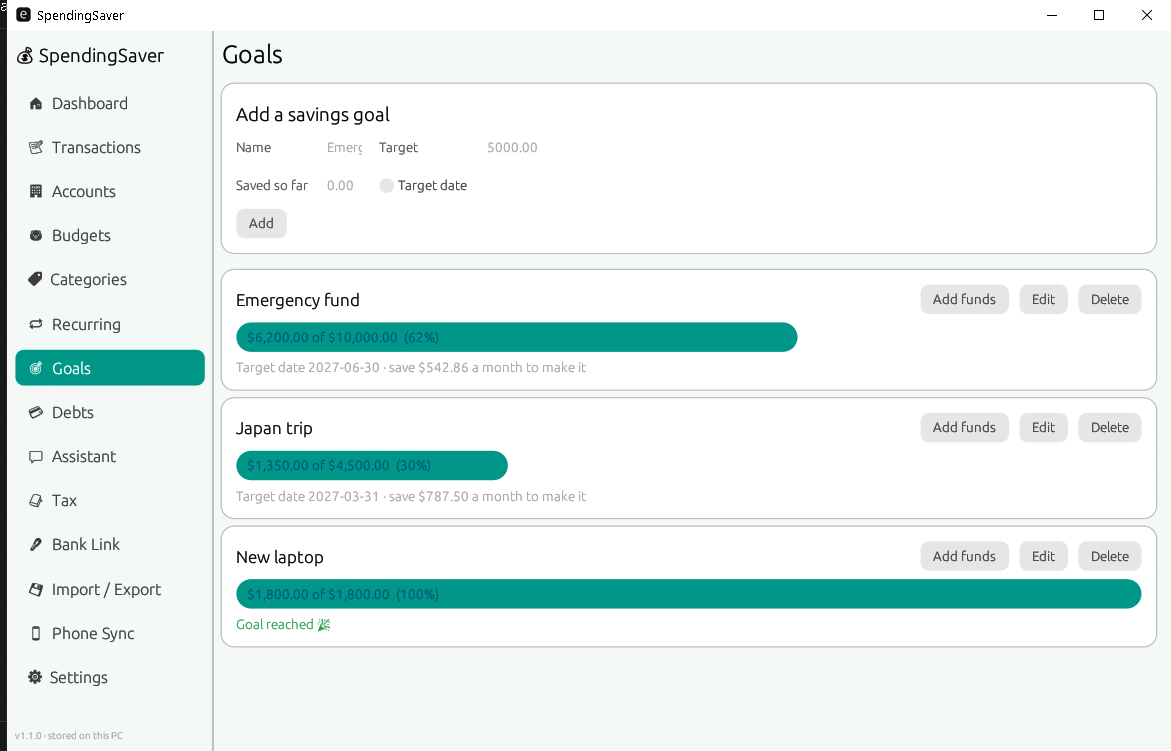 SpendingSaver
SpendingSaver
Dashboard
Transactions
Accounts
Budgets
Categories
Recurring
Goals
Debts
Assistant
Tax
Bank Link
Import / Export
Phone Sync
Settings
v1.1.0 · stored on this PC
Goals
Add a savings goal
Name Emerg Target 5000.00
Saved so far 0.00 Target date
Add
Emergency fund Add funds Edit Delete
$6,200.00 of $10,000.00 (62%)
Target date 2027-06-30 · save $542.86 a month to make it
Japan trip Add funds Edit Delete
$1,350.00 of $4,500.00 (30%)
Target date 2027-03-31 · save $787.50 a month to make it
New laptop Add funds Edit Delete
$1,800.00 of $1,800.00 (100%)
Goal reached 🎉